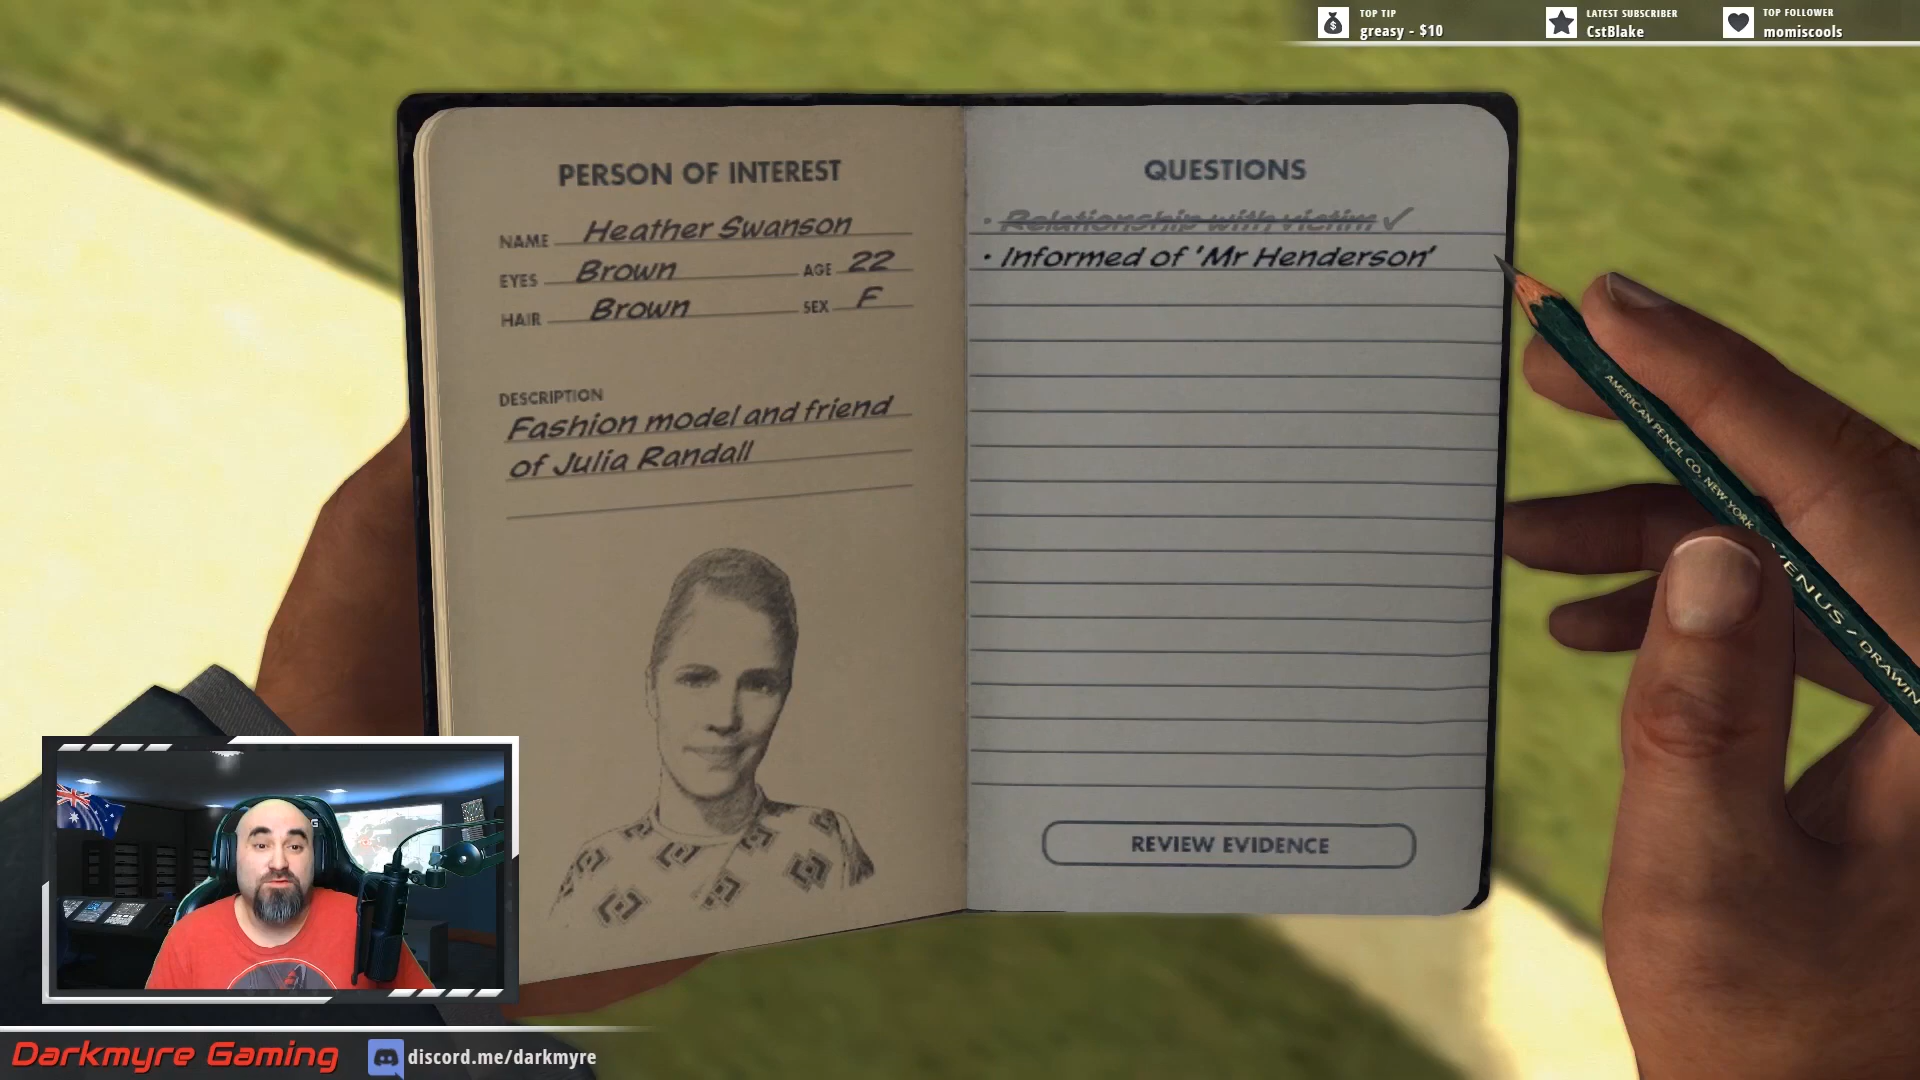 TOP TIP
greasy - $10
LATEST SUBSCRIBER
CstBlake
TOP FOLLOWER
momiscools
PERSON OF INTEREST
NAME Heather Swanson
EYES Brown AGE 22
HAIR Brown SEX F
DESCRIPTION
Fashion model and friend
of Julia Randall
QUESTIONS
• Relationship with victim ✓
• Informed of 'Mr Henderson'
REVIEW EVIDENCE
AMERICAN PENCIL CO. NEW YORK
VENUS / DRAWIN
Darkmyre Gaming
discord.me/darkmyre